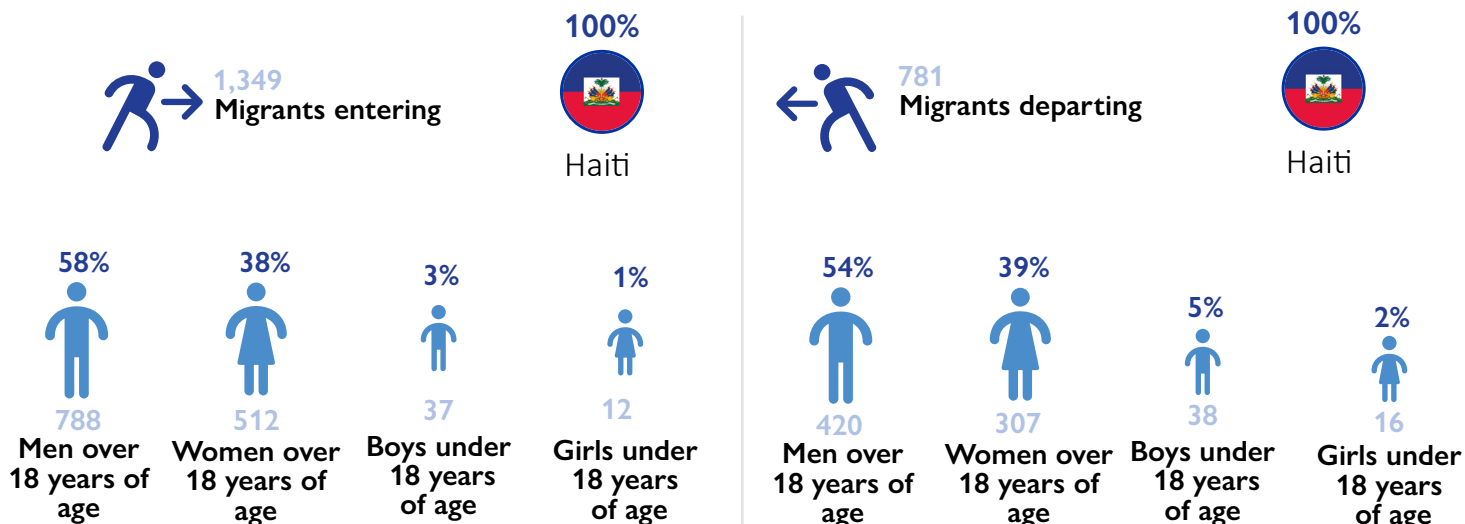 100%
1,349
Migrants entering
Haiti
58%
788
Men over
18 years of
age
38%
512
Women over
18 years of
age
3%
37
Boys under
18 years
of age
1%
12
Girls under
18 years
of age
100%
781
Migrants departing
Haiti
54%
420
Men over
18 years of
age
39%
307
Women over
18 years of
age
5%
38
Boys under
18 years
of age
2%
16
Girls under
18 years
of age